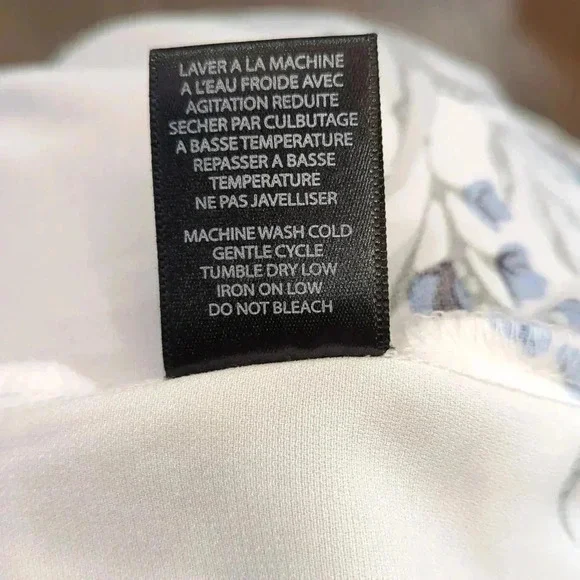 LAVER A LA MACHINE
A L'EAU FROIDE AVEC
AGITATION REDUITE
SECHER PAR CULBUTAGE
A BASSE TEMPERATURE
REPASSER A BASSE
TEMPERATURE
NE PAS JAVELLISER
MACHINE WASH COLD
GENTLE CYCLE
TUMBLE DRY LOW
IRON ON LOW
DO NOT BLEACH